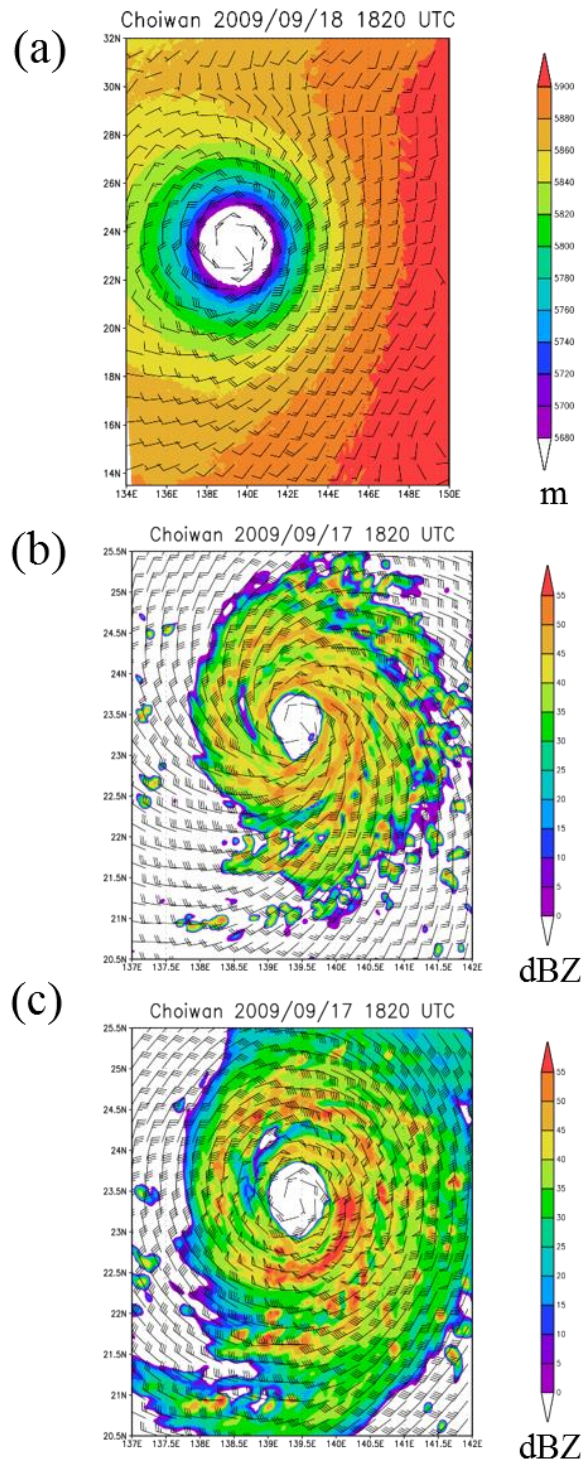 Choiwan 2009/09/18 1820 UTC
(a)
32N
30N
28N
26N
24N
22N
20N
18N
16N
14N
134E 136E 138E 140E 142E 144E 146E 148E 150E
5900
5880
5860
5840
5820
5800
5780
5760
5740
5720
5700
5680
m
(b)
Choiwan 2009/09/17 1820 UTC
25.5N
25N
24.5N
24N
23.5N
23N
22.5N
22N
21.5N
21N
20.5N
137E 137.5E 138E 138.5E 139E 139.5E 140E 140.5E 141E 141.5E 142E
55
50
45
40
35
30
25
20
15
10
5
0
dBZ
(c)
Choiwan 2009/09/17 1820 UTC
25.5N
25N
24.5N
24N
23.5N
23N
22.5N
22N
21.5N
21N
20.5N
137E 137.5E 138E 138.5E 139E 139.5E 140E 140.5E 141E 141.5E 142E
55
50
45
40
35
30
25
20
15
10
5
0
dBZ